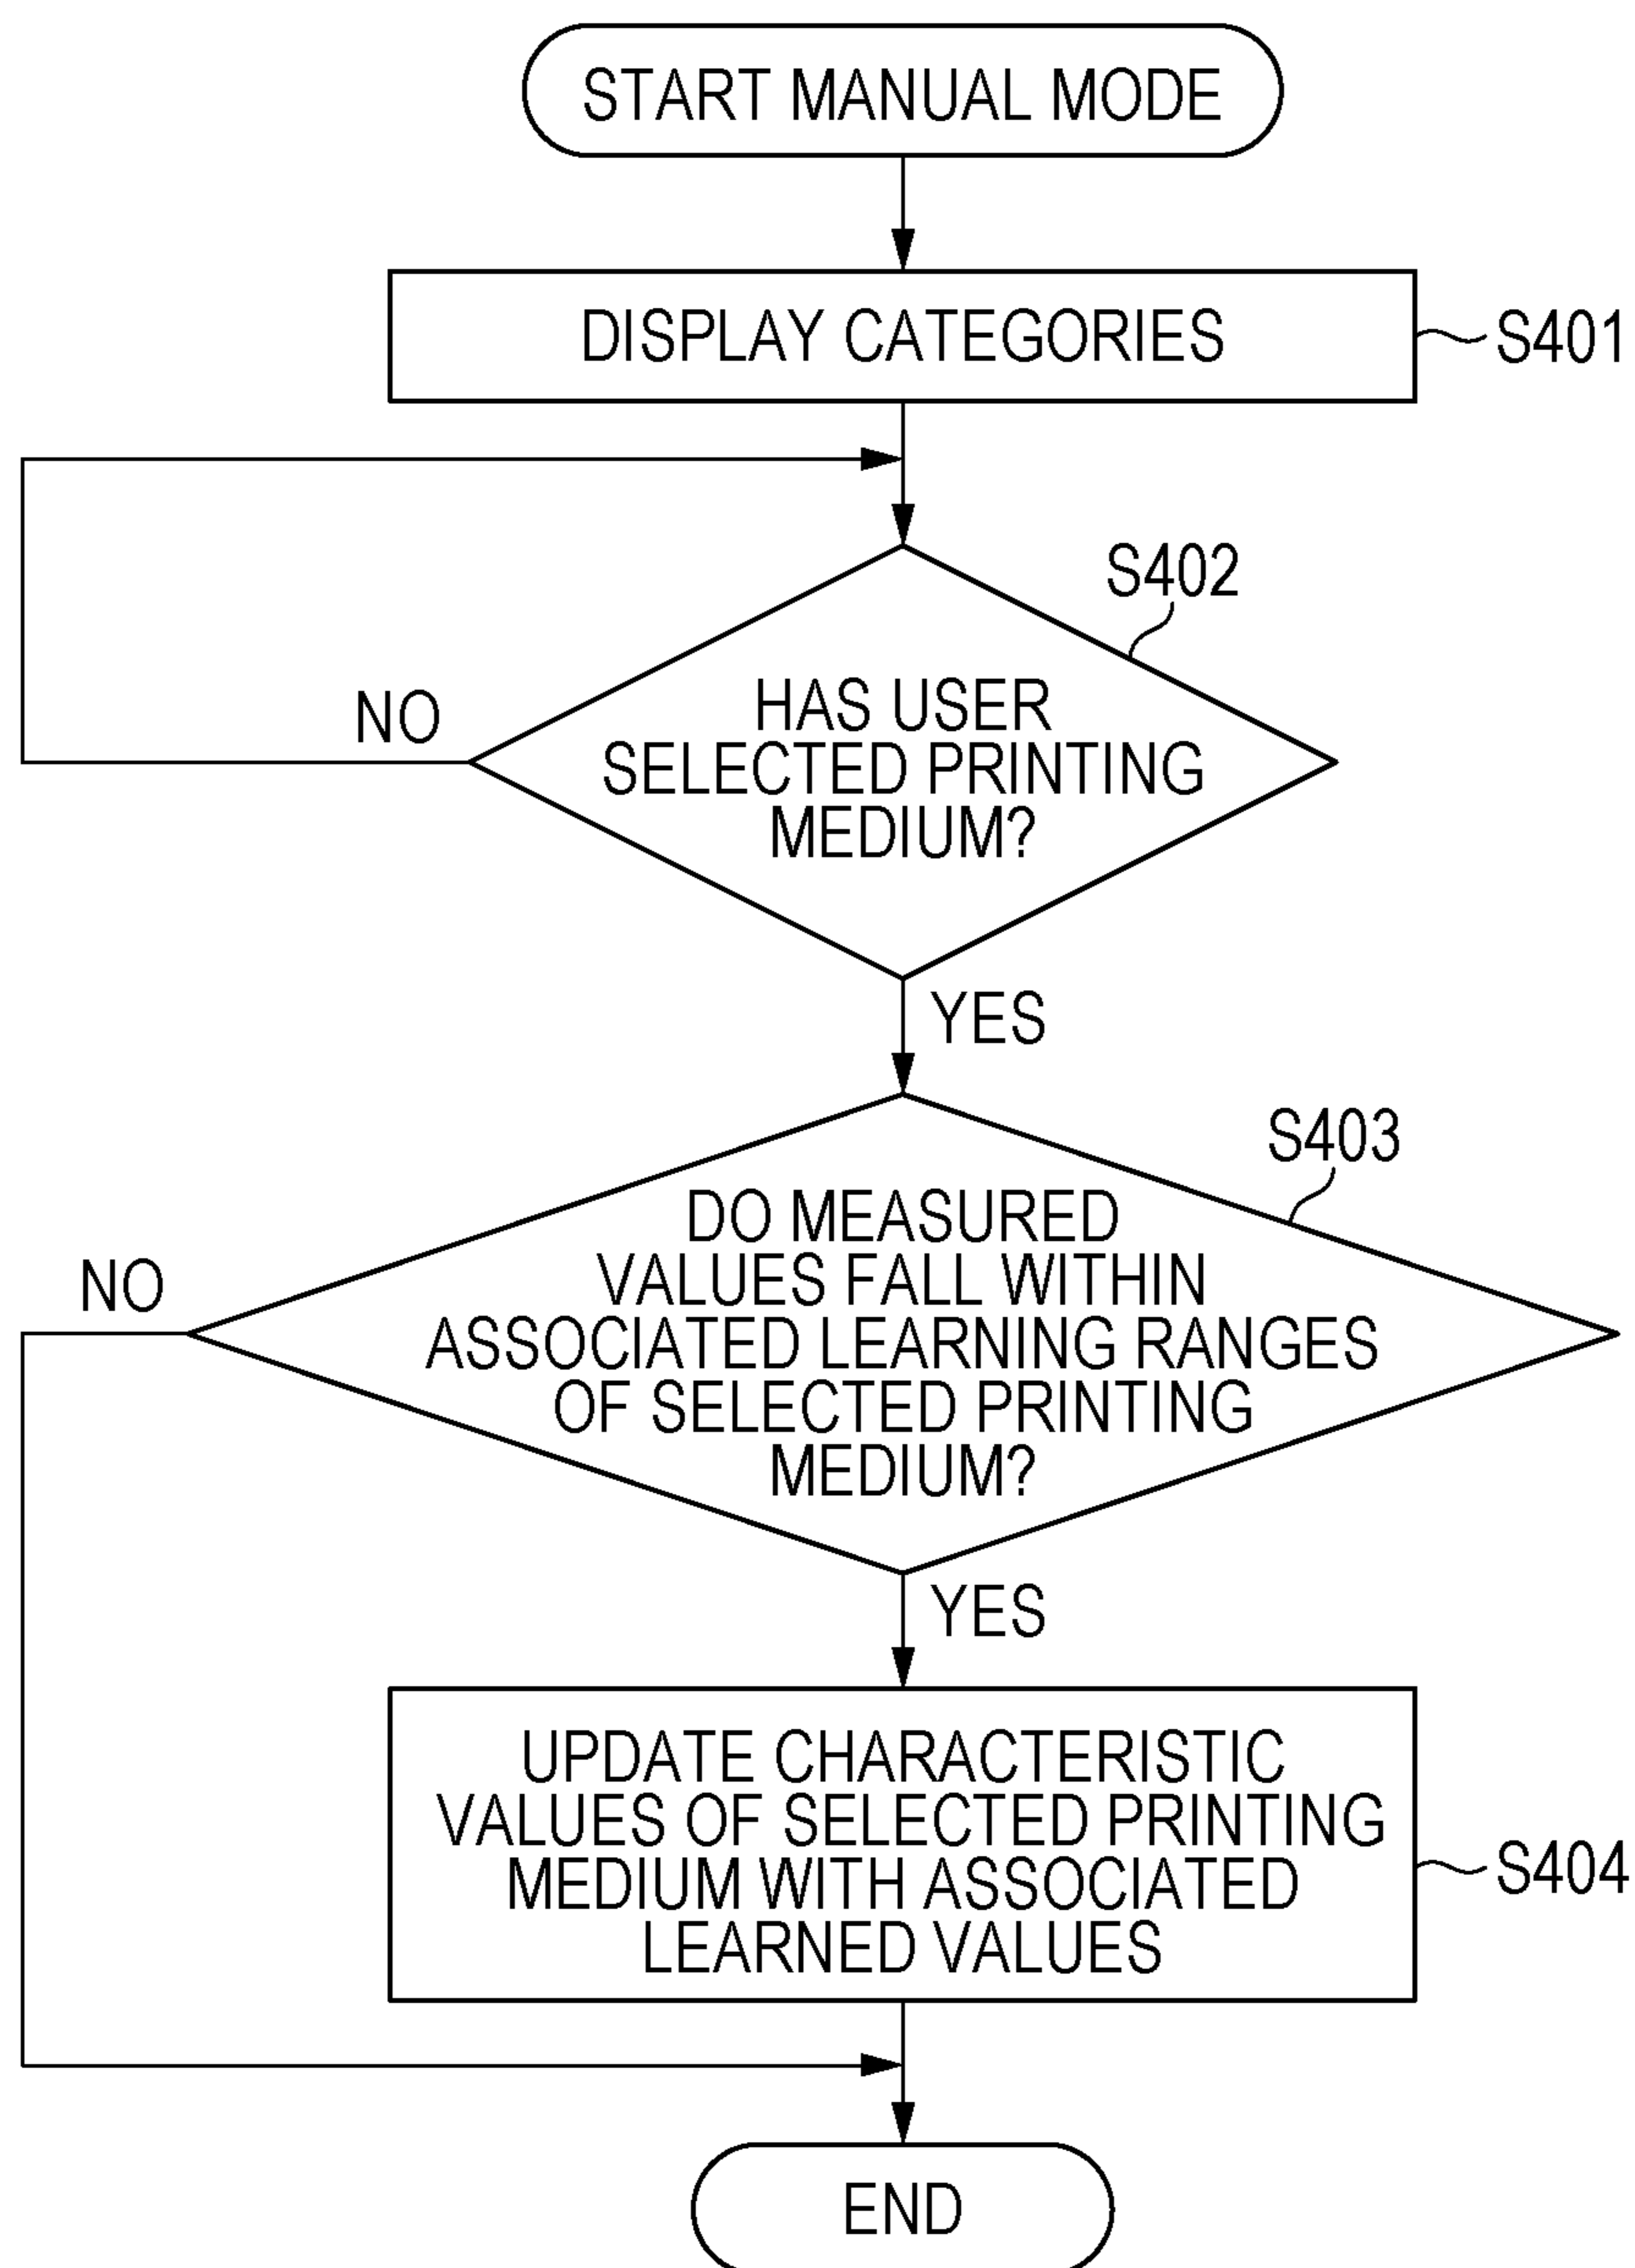 START MANUAL MODE
DISPLAY CATEGORIES
S401
S402
HAS USER
SELECTED PRINTING
MEDIUM?
NO
YES
S403
DO MEASURED
VALUES FALL WITHIN
ASSOCIATED LEARNING RANGES
OF SELECTED PRINTING
MEDIUM?
NO
YES
UPDATE CHARACTERISTIC
VALUES OF SELECTED PRINTING
MEDIUM WITH ASSOCIATED
LEARNED VALUES
S404
END